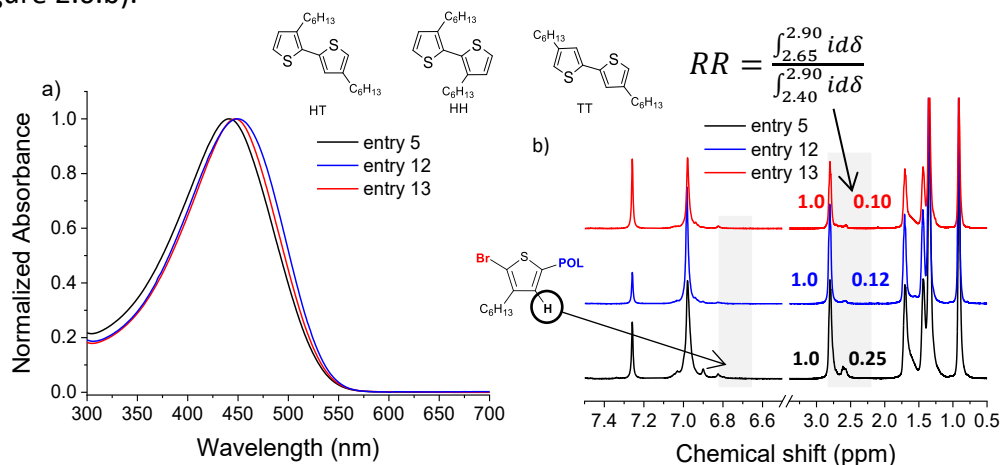 gure 2.8.b).
C6H13
S
S
C6H13
HT
C6H13
S
S
C6H13
HH
C6H13
S
S
C6H13
TT
RR = ∫2.65 2.90 idδ / ∫2.40 2.90 idδ
a)
entry 5
entry 12
entry 13
1.0
0.8
0.6
0.4
0.2
0.0
Normalized Absorbance
300 350 400 450 500 550 600 650 700
Wavelength (nm)
b)
entry 5
entry 12
entry 13
1.0 0.10
1.0 0.12
1.0 0.25
Br S POL
C6H13 H
7.4 7.2 7.0 6.8 6.6 3.0 2.5 2.0 1.5 1.0 0.5
Chemical shift (ppm)